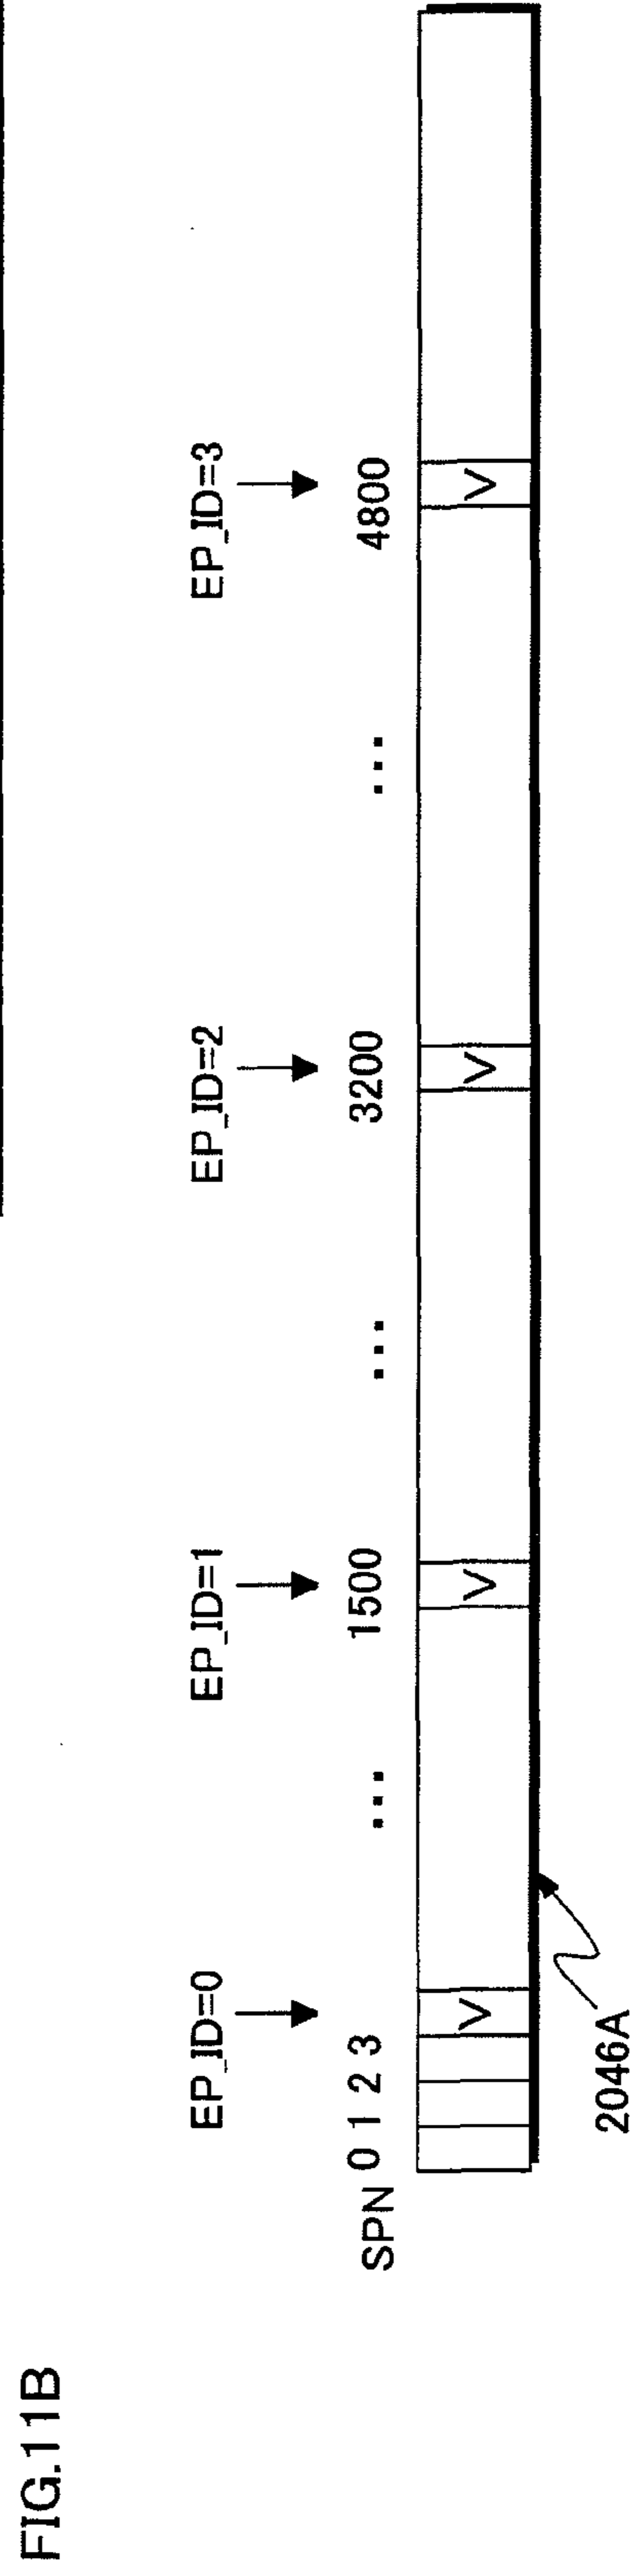 FIG.11B
EP_ID=0 EP_ID=1 EP_ID=2 EP_ID=3
SPN 0 1 2 3 ... 1500 ... 3200 ... 4800
V V V V
2046A